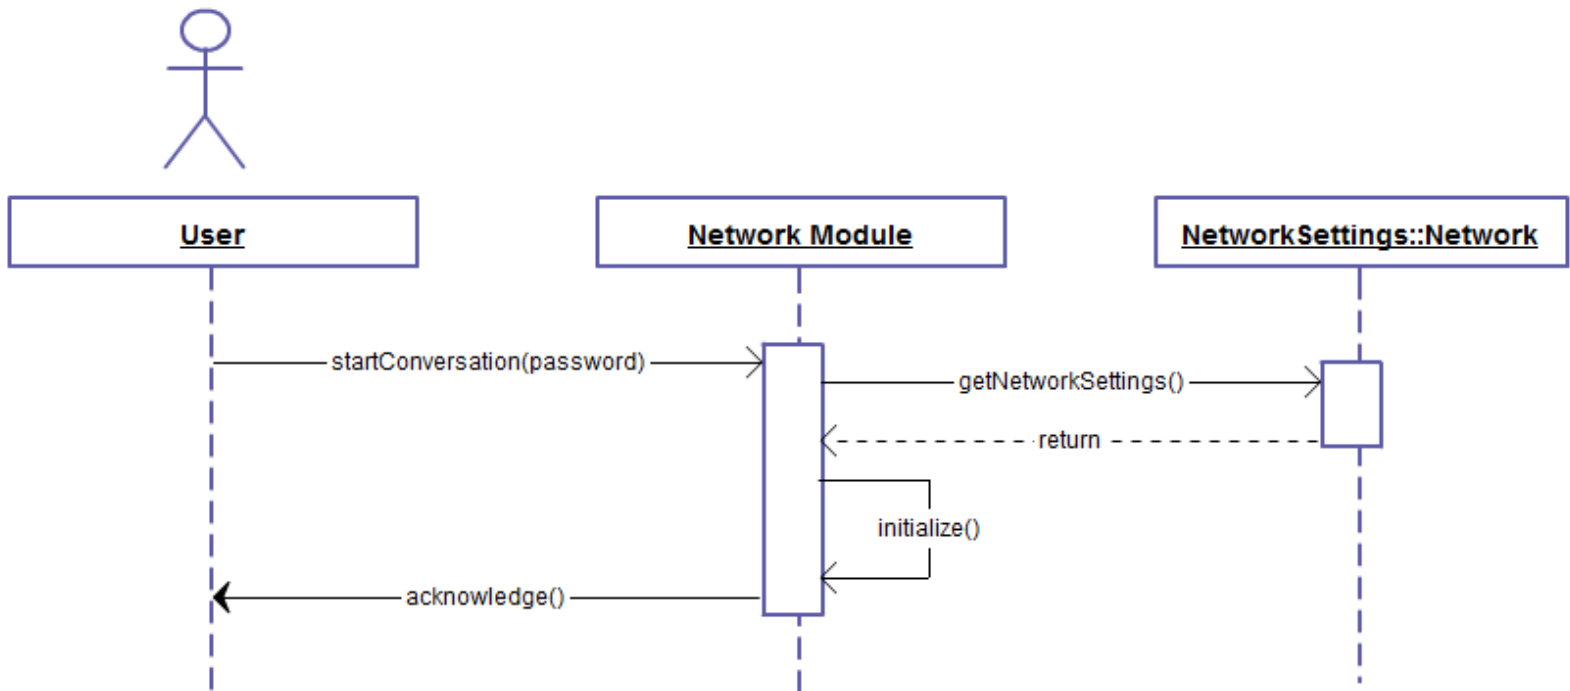 User
Network Module
NetworkSettings::Network
startConversation(password)
getNetworkSettings()
return
initialize()
acknowledge()